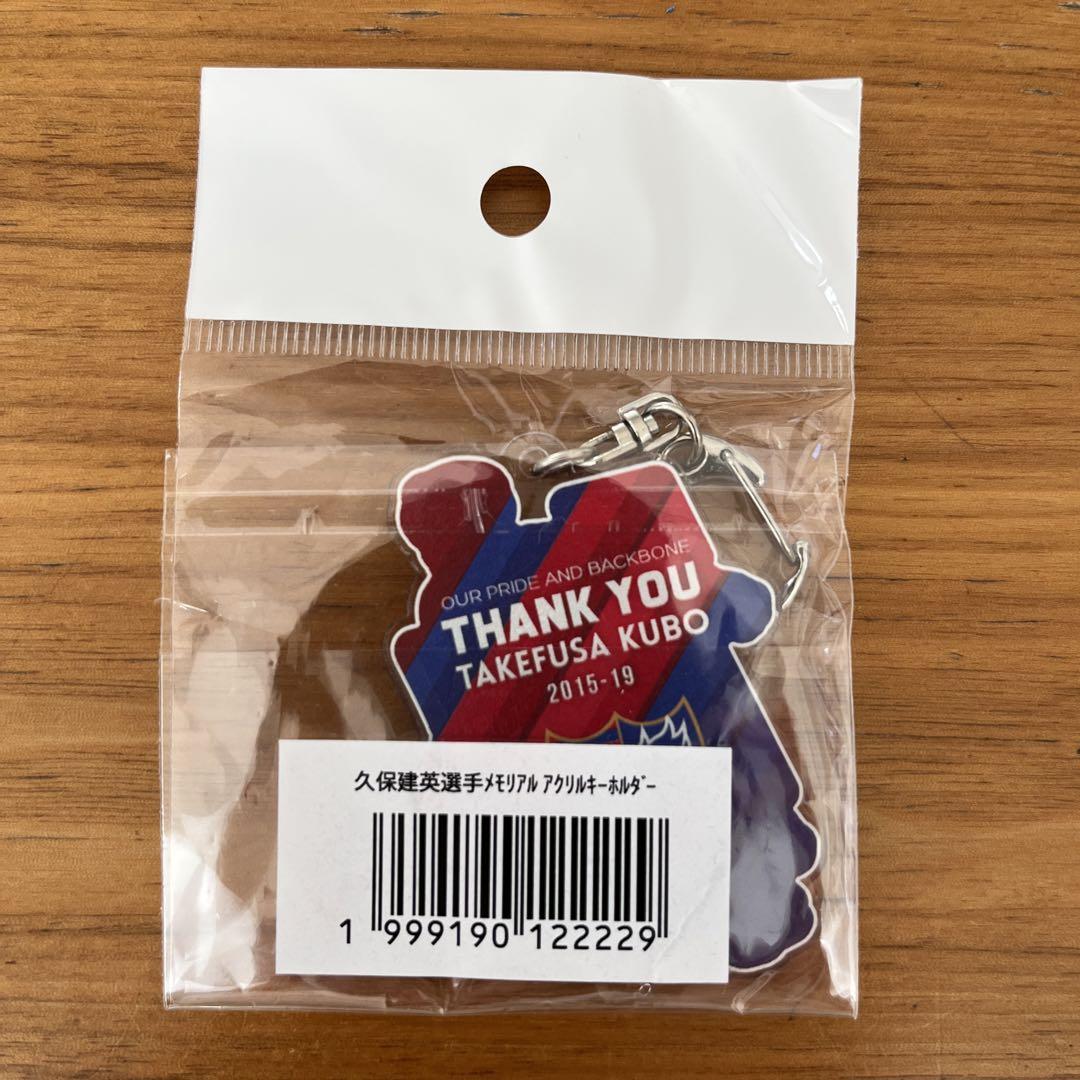 OUR PRIDE AND BACKBONE
THANK YOU
TAKEFUSA KUBO
2015-19
久保建英選手ﾒﾓﾘｱﾙ ｱｸﾘﾙｷｰﾎﾙﾀﾞｰ
1 999190 122229